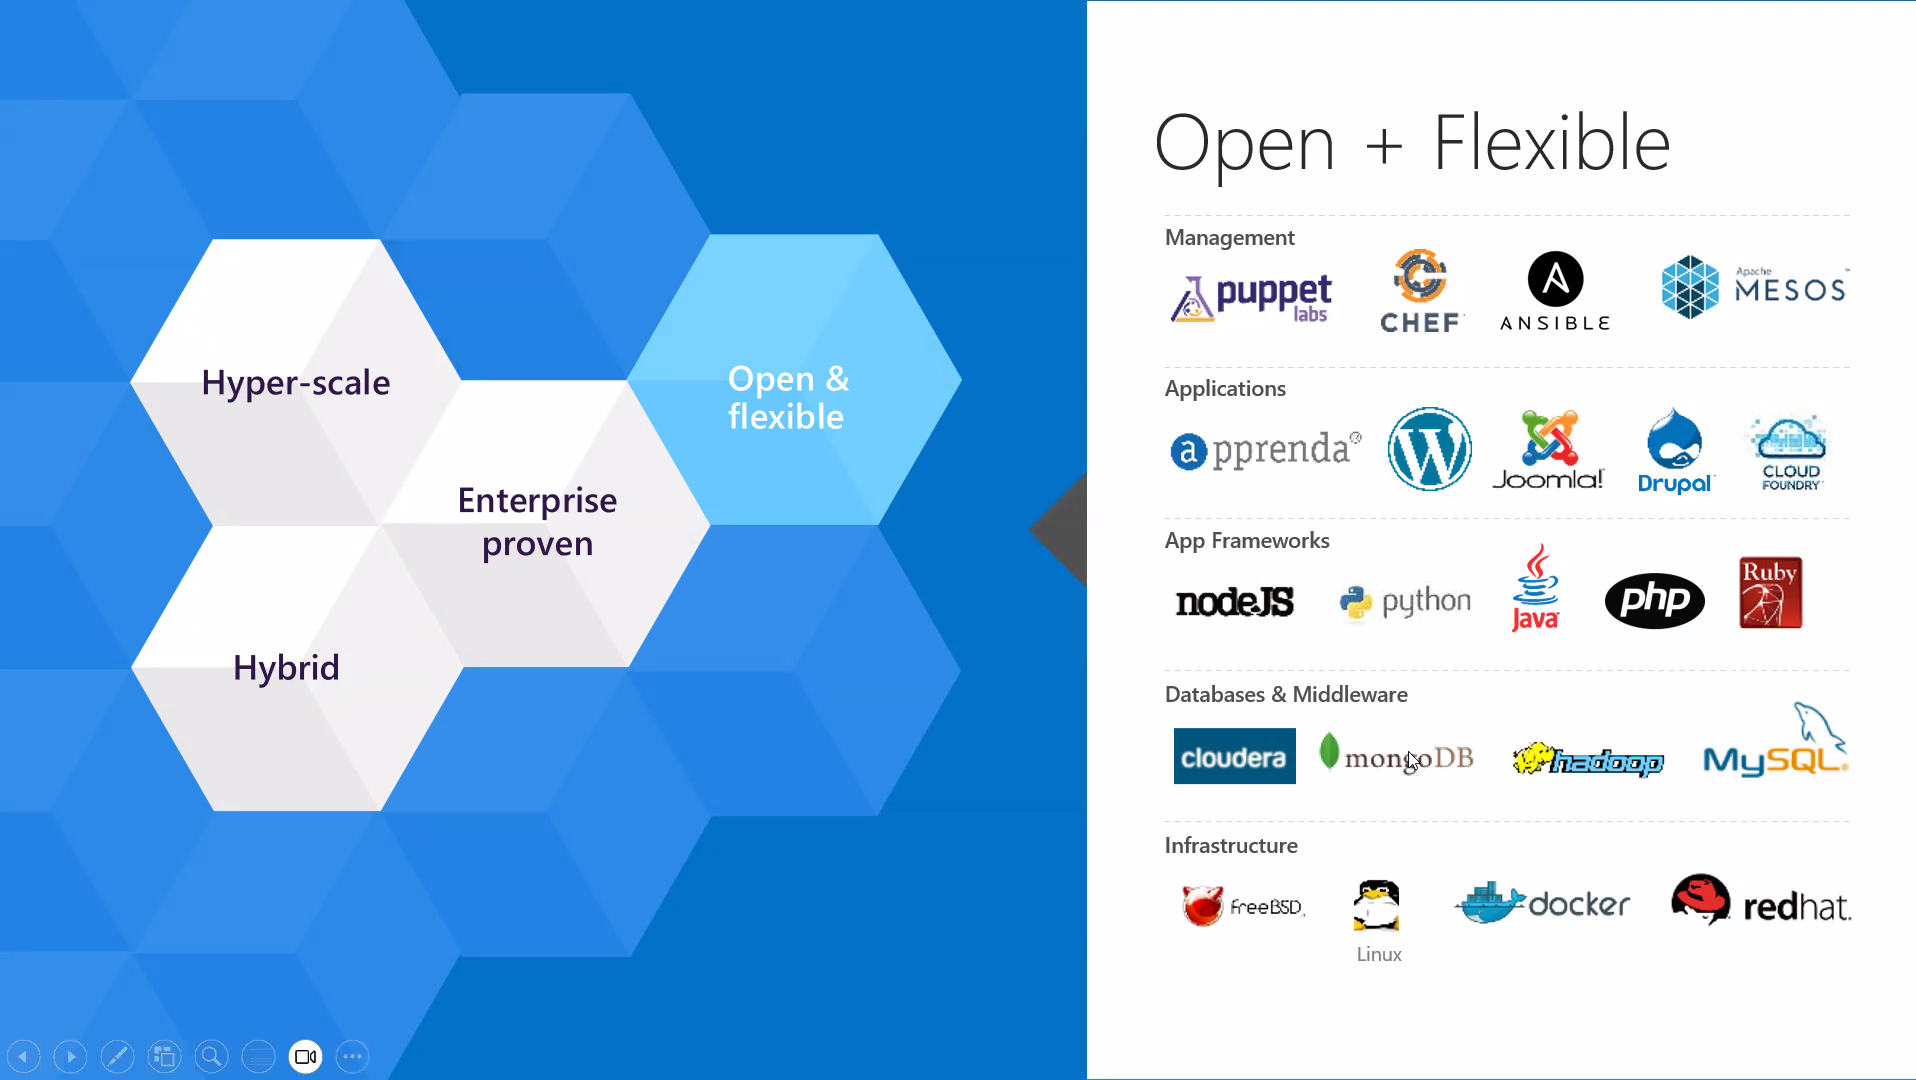 Hyper-scale
Enterprise
proven
Hybrid
Open &
flexible
Open + Flexible
Management
puppet
labs
CHEF
ANSIBLE
Apache
MESOS™
Applications
apprenda®
W
Joomla!
Drupal
CLOUD
FOUNDRY
App Frameworks
nodeJS
python
Java
php
Ruby
Databases & Middleware
cloudera
mongoDB
hadoop
MySQL®
Infrastructure
FreeBSD
Linux
docker
redhat.